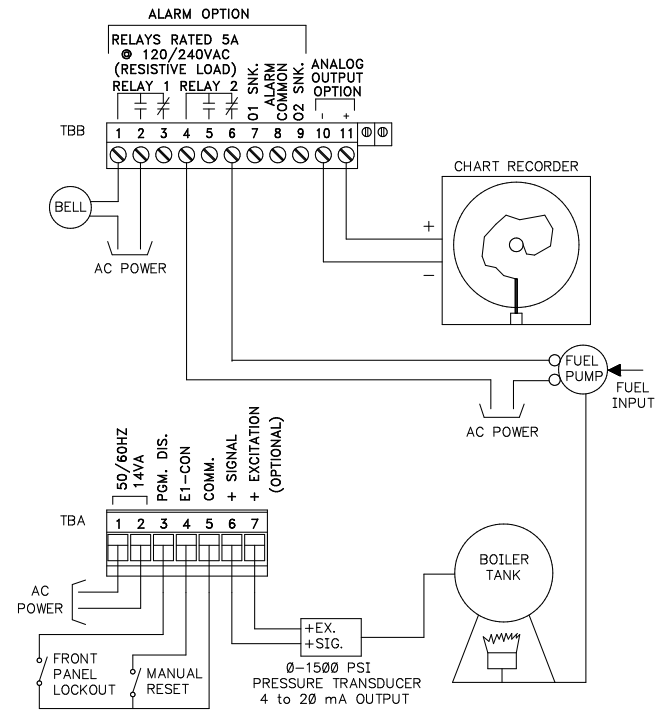 ALARM OPTION
RELAYS RATED 5A
@ 120/240VAC
(RESISTIVE LOAD)
RELAY 1 RELAY 2
O1 SNK.
ALARM
COMMON
O2 SNK.
ANALOG
OUTPUT
OPTION
- +
TBB 1 2 3 4 5 6 7 8 9 10 11
BELL
AC POWER
CHART RECORDER
+
−
FUEL
PUMP
FUEL
INPUT
AC POWER
50/60HZ
14VA
PGM. DIS.
E1-CON
COMM.
+ SIGNAL
+ EXCITATION
(OPTIONAL)
TBA 1 2 3 4 5 6 7
AC
POWER
BOILER
TANK
+EX.
+SIG.
FRONT
PANEL
LOCKOUT
MANUAL
RESET
0-1500 PSI
PRESSURE TRANSDUCER
4 to 20 mA OUTPUT